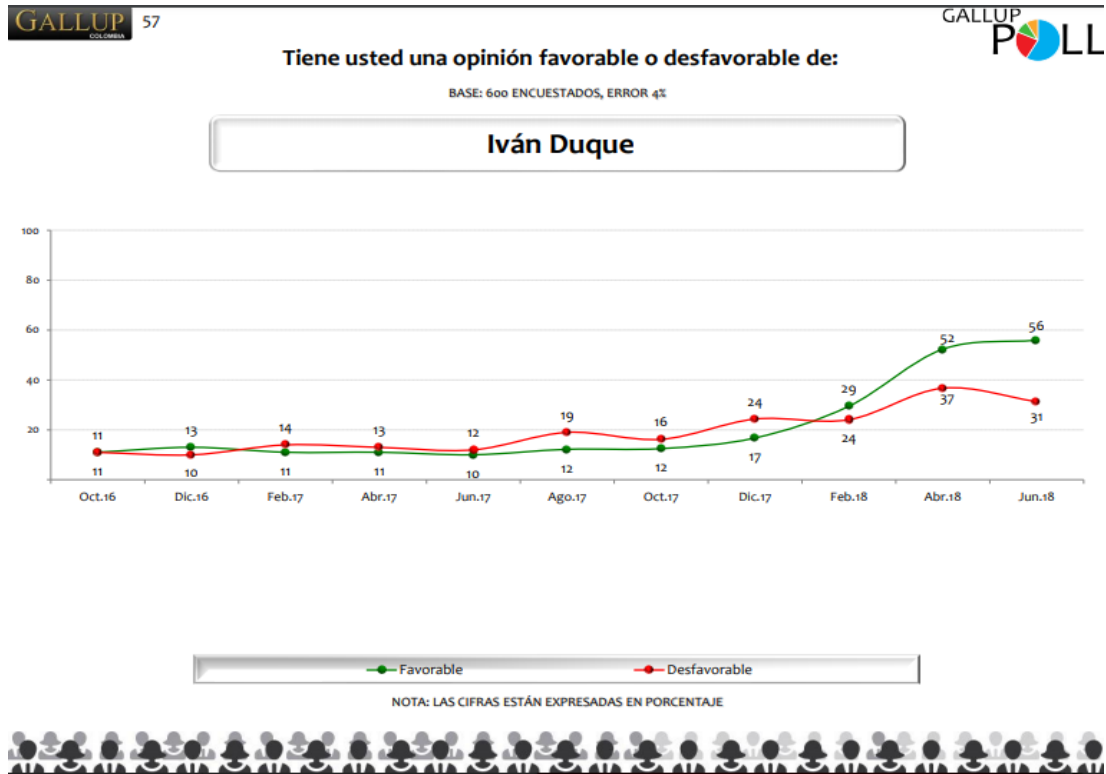 GALLUP
COLOMBIA
57
GALLUP
POLL
Tiene usted una opinión favorable o desfavorable de:
BASE: 600 ENCUESTADOS, ERROR 4%
Iván Duque
100
80
60
40
20
11 13 14 13 12 19 16 24 29 52 56
11 10 11 11 10 12 12 17 24 37 31
Oct.16 Dic.16 Feb.17 Abr.17 Jun.17 Ago.17 Oct.17 Dic.17 Feb.18 Abr.18 Jun.18
Favorable Desfavorable
NOTA: LAS CIFRAS ESTÁN EXPRESADAS EN PORCENTAJE